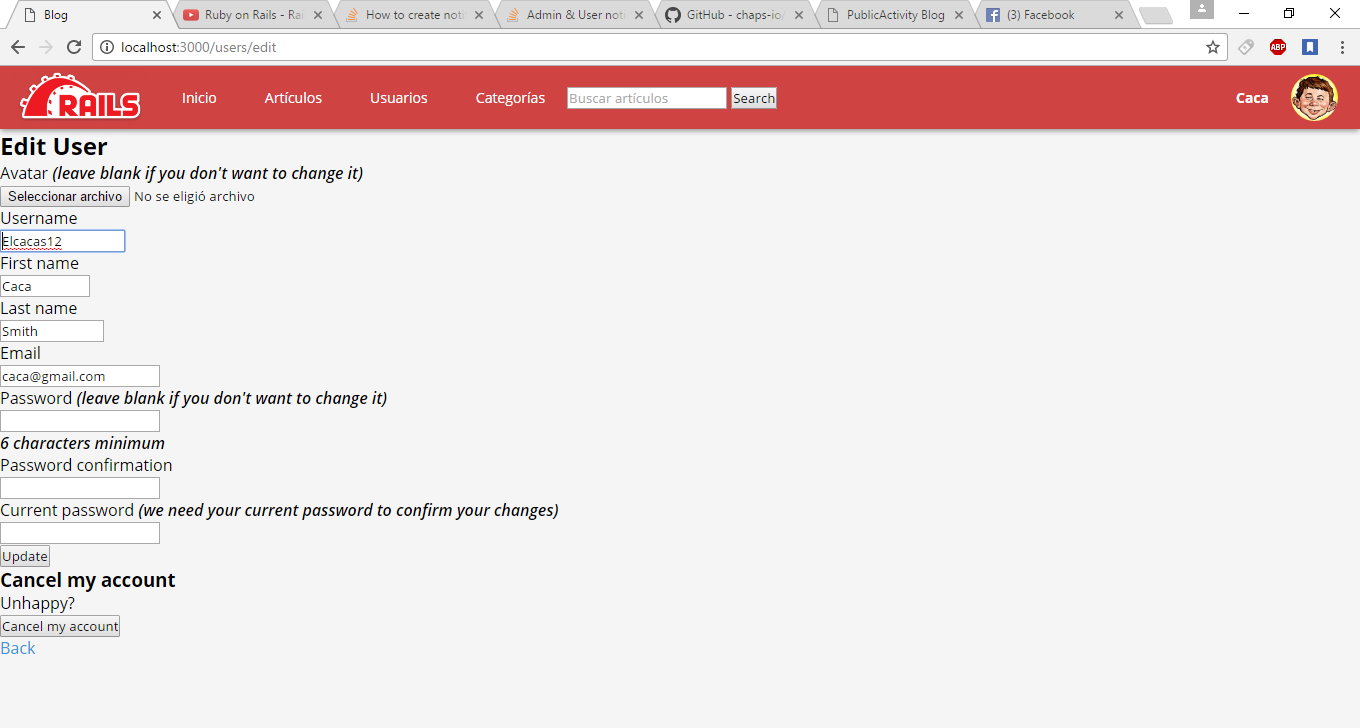 Blog
Ruby on Rails - Rai
How to create noti
Admin & User noti
GitHub - chaps-io/
PublicActivity Blog
(3) Facebook
localhost:3000/users/edit
ABP
RAILS
Inicio
Artículos
Usuarios
Categorías
Buscar artículos
Search
Caca
Edit User
Avatar (leave blank if you don't want to change it)
Seleccionar archivo No se eligió archivo
Username
Elcacas12
First name
Caca
Last name
Smith
Email
caca@gmail.com
Password (leave blank if you don't want to change it)
6 characters minimum
Password confirmation
Current password (we need your current password to confirm your changes)
Update
Cancel my account
Unhappy?
Cancel my account
Back